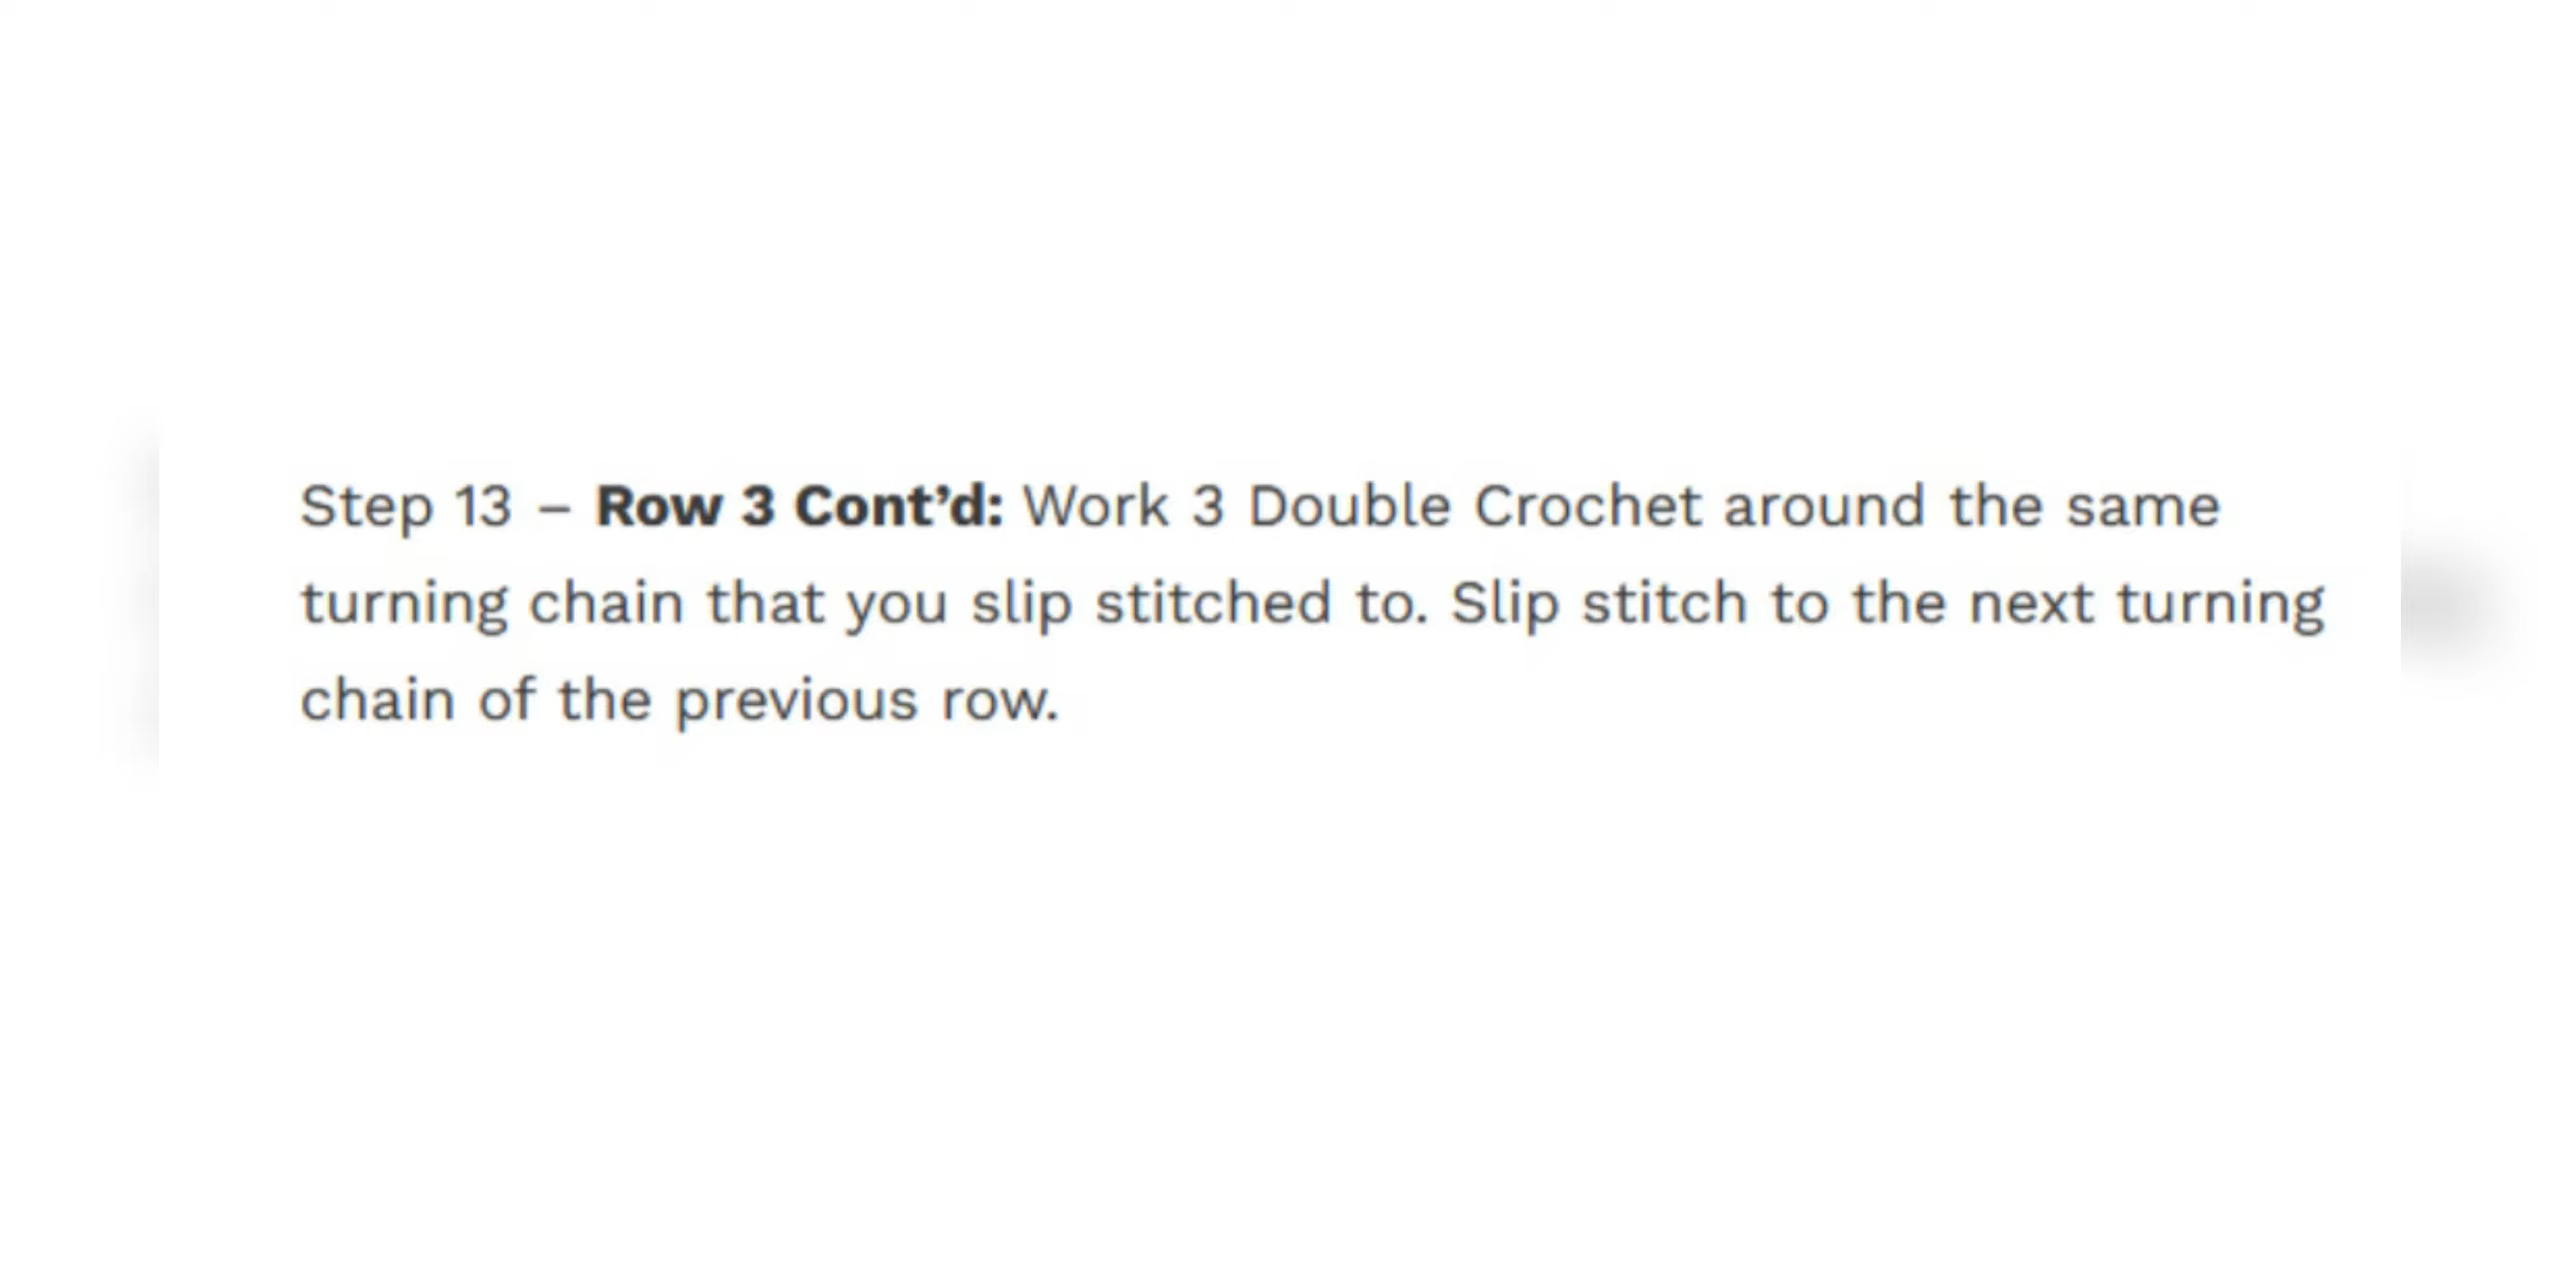 Step 13 – Row 3 Cont’d: Work 3 Double Crochet around the same
turning chain that you slip stitched to. Slip stitch to the next turning
chain of the previous row.